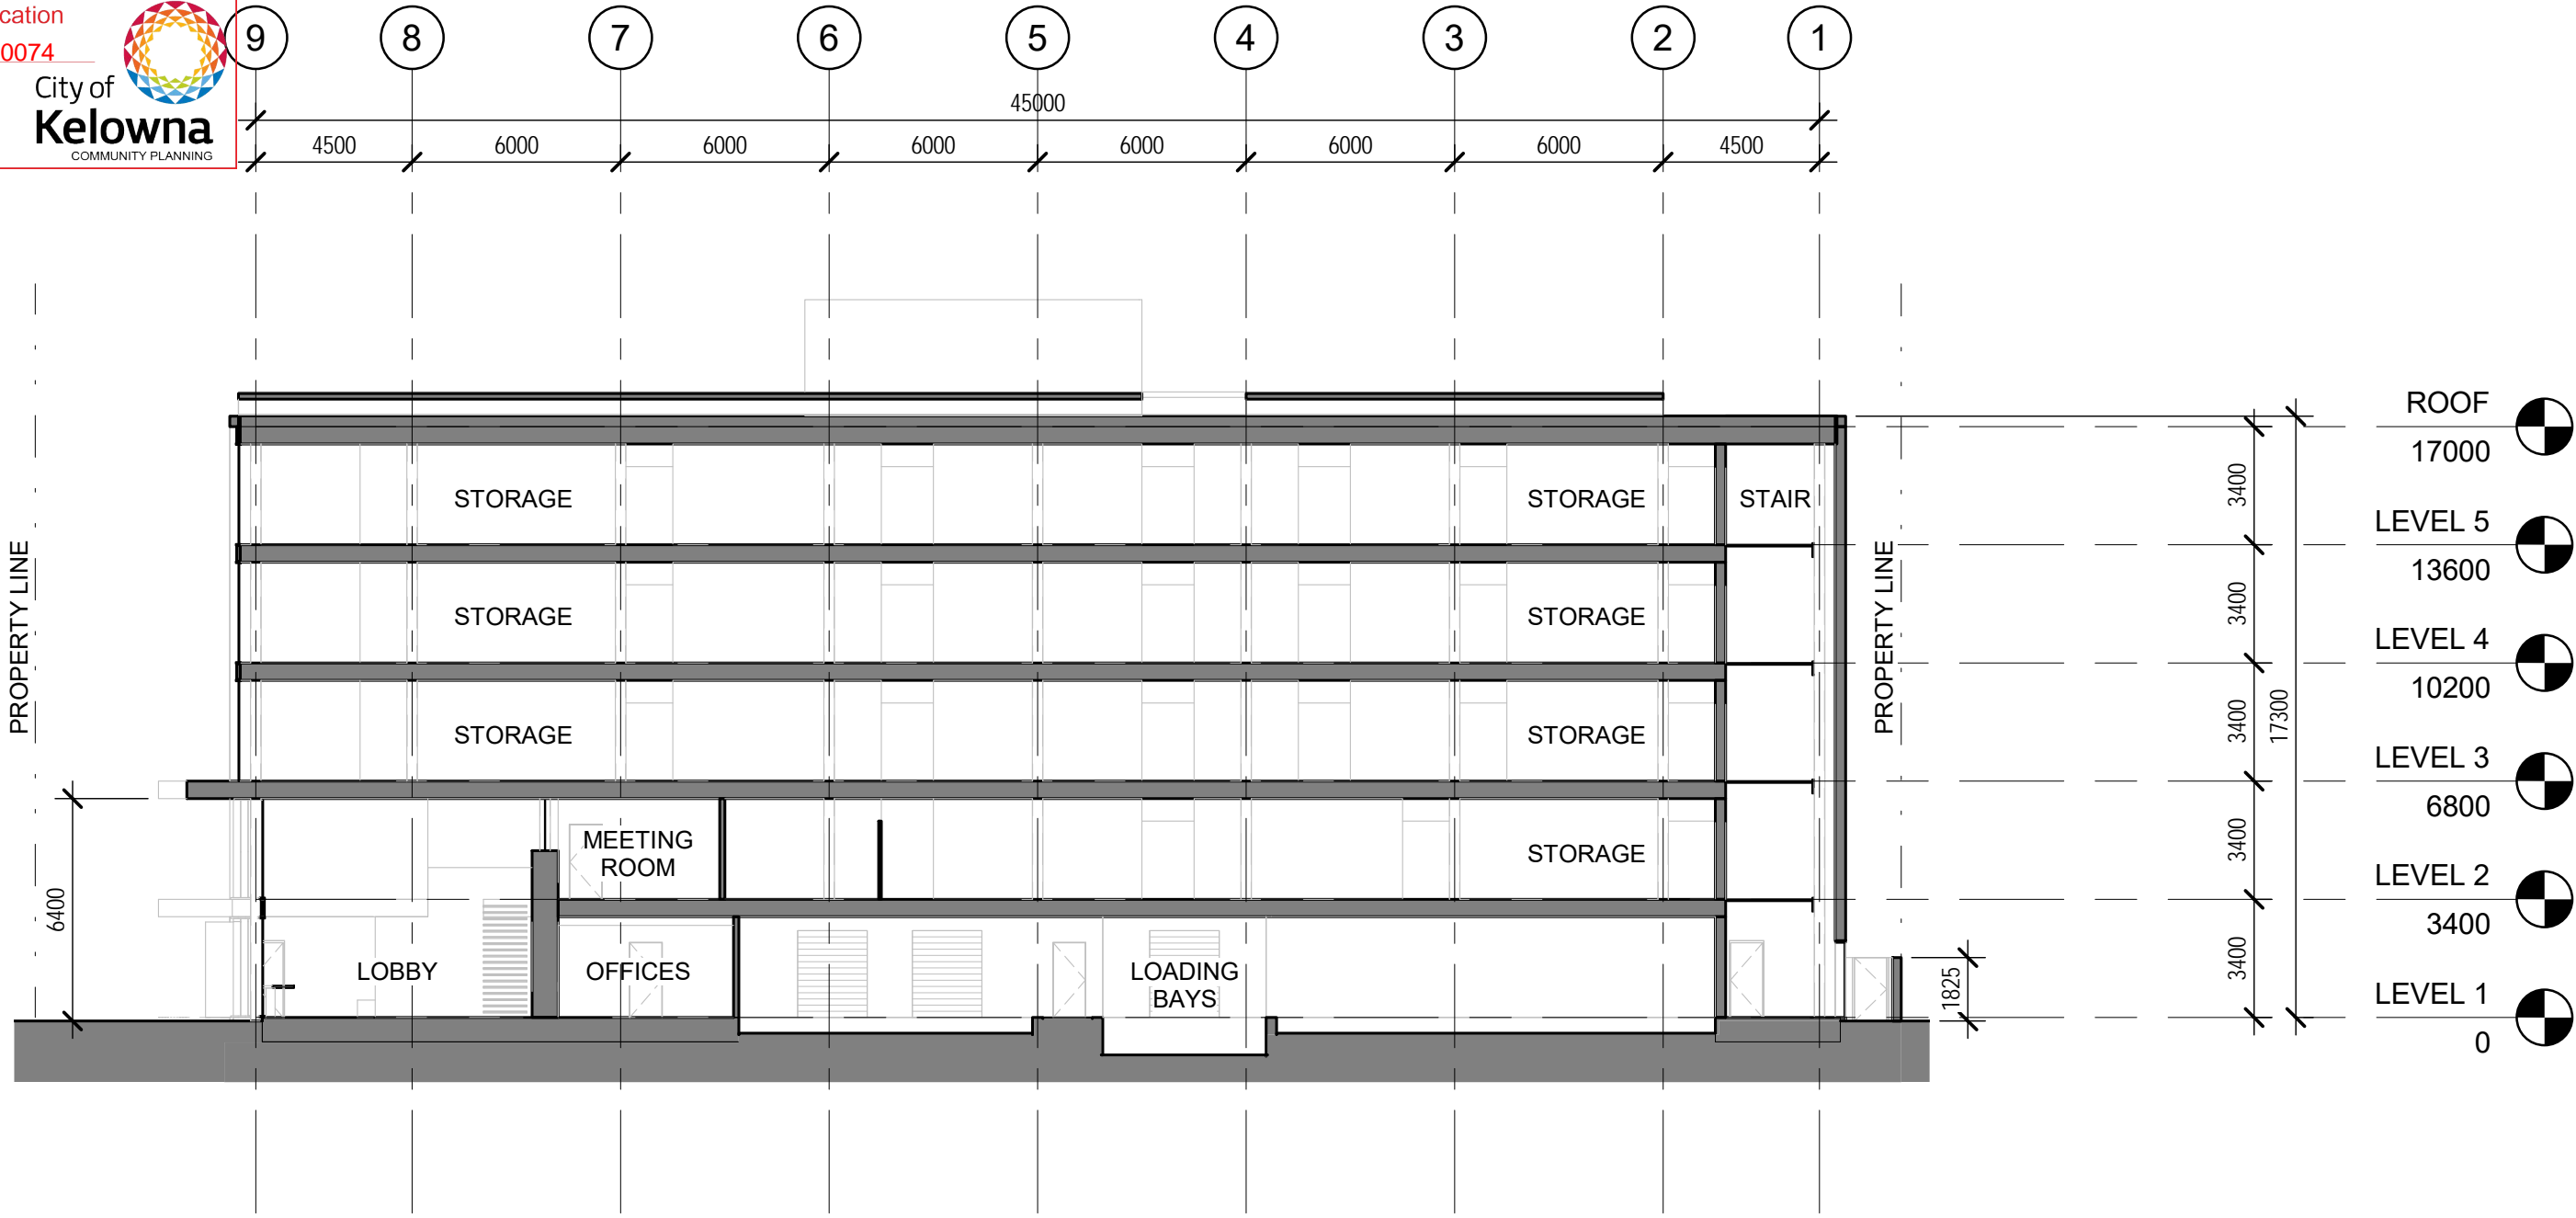 cation
0074
City of
Kelowna
COMMUNITY PLANNING
9 8 7 6 5 4 3 2 1
45000
4500 6000 6000 6000 6000 6000 6000 4500
ROOF
17000
STORAGE STORAGE STAIR
3400
LEVEL 5
13600
PROPERTY LINE
PROPERTY LINE
STORAGE STORAGE
3400
LEVEL 4
10200
STORAGE STORAGE
3400
17300
LEVEL 3
6800
MEETING
ROOM
STORAGE
3400
6400
LEVEL 2
3400
LOBBY OFFICES LOADING
BAYS
1825
3400
LEVEL 1
0